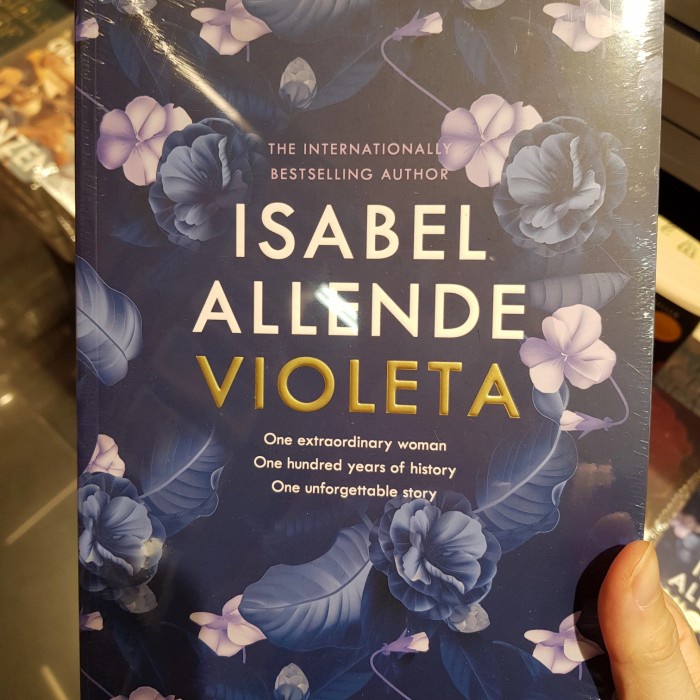 THE INTERNATIONALLY
BESTSELLING AUTHOR
ISABEL
ALLENDE
VIOLETA
One extraordinary woman
One hundred years of history
One unforgettable story